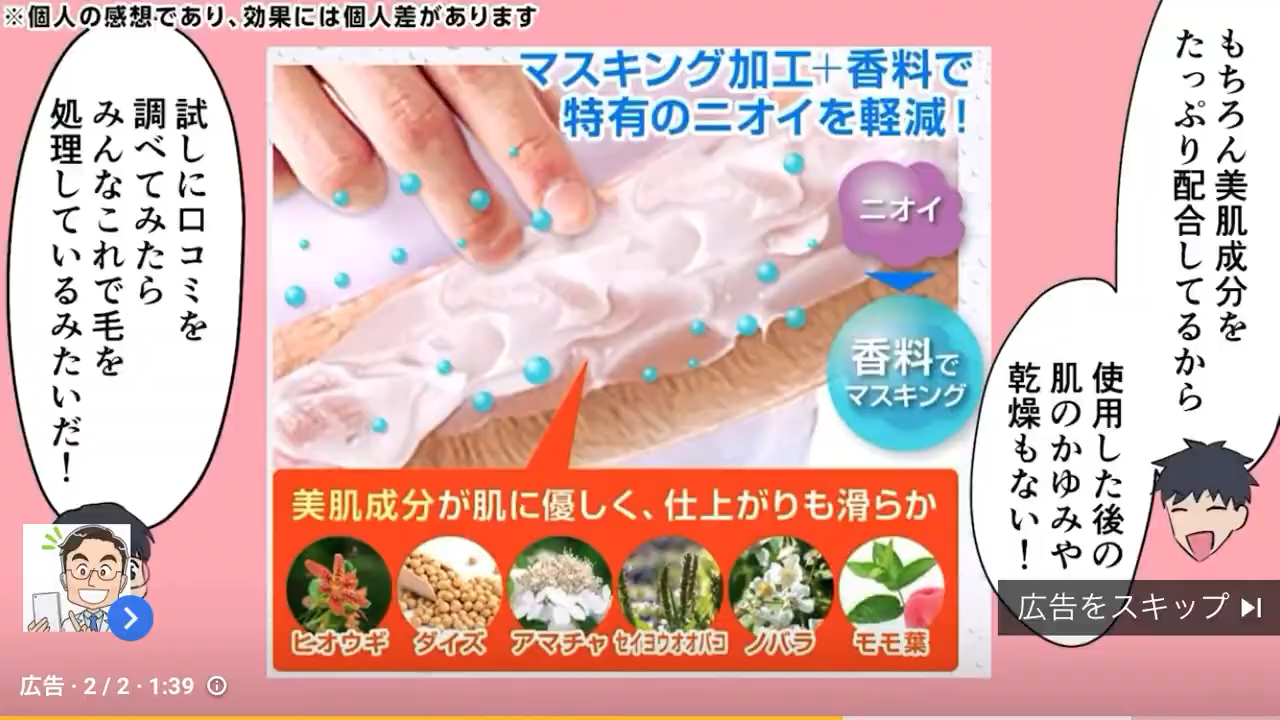 ※個人の感想であり、効果には個人差があります
もちろん美肌成分を
たっぷり配合してるから
使用した後の
肌のかゆみや
乾燥もない！
マスキング加工＋香料で
特有のニオイを軽減！
ニオイ
香料で
マスキング
美肌成分が肌に優しく、仕上がりも滑らか
ヒオウギ
ダイズ
アマチャ
セイヨウオオバコ
ノバラ
モモ葉
試しに口コミを
調べてみたら
みんなこれで毛を
処理しているみたいだ！
広告をスキップ
広告・2 / 2・1:39